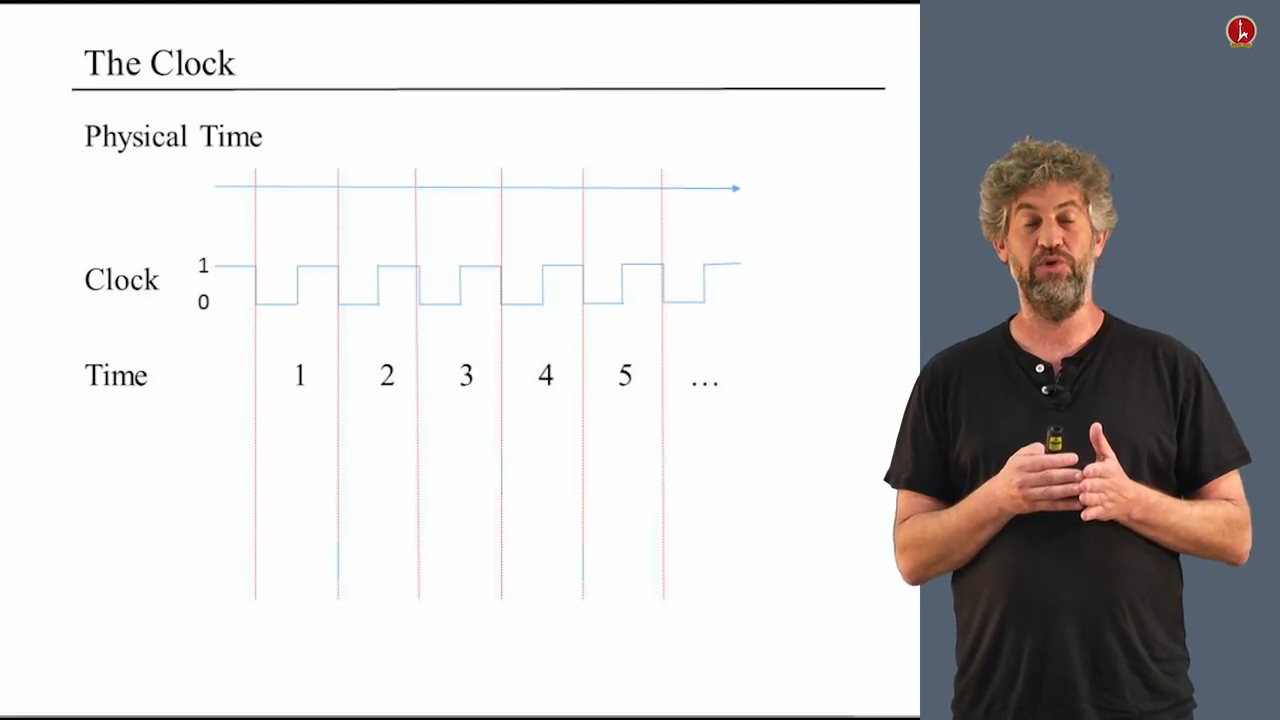 The Clock
Physical Time
Clock 1
0
Time 1 2 3 4 5 …